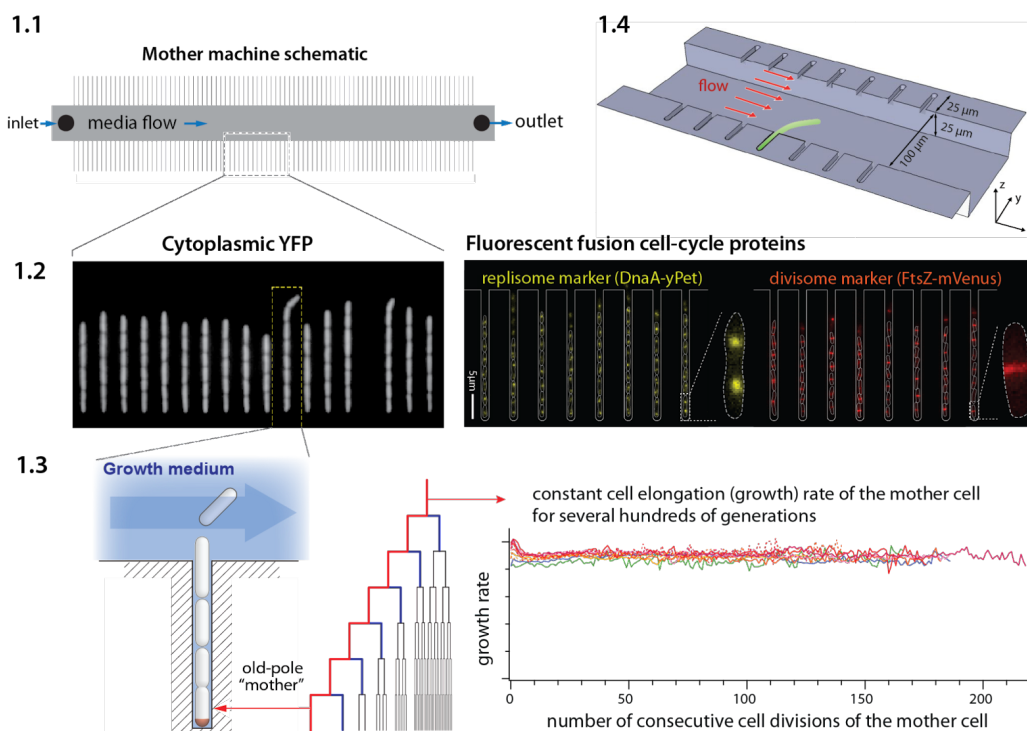 1.1
Mother machine schematic
inlet
media flow
outlet
1.4
flow
25 µm
25 µm
100 µm
z
y
1.2
Cytoplasmic YFP
Fluorescent fusion cell-cycle proteins
replisome marker (DnaA-yPet)
divisome marker (FtsZ-mVenus)
5µm
1.3
Growth medium
old-pole
“mother”
constant cell elongation (growth) rate of the mother cell
for several hundreds of generations
growth rate
0
50
100
150
200
number of consecutive cell divisions of the mother cell